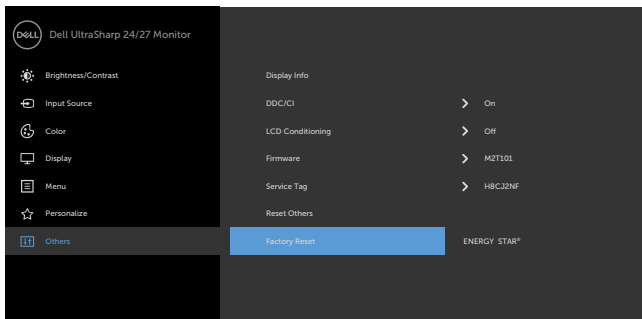 DELL Dell UltraSharp 24/27 Monitor
Brightness/Contrast Display Info
Input Source DDC/CI On
Color LCD Conditioning Off
Display Firmware M2T101
Menu Service Tag H8CJ2NF
Personalize Reset Others
Others Factory Reset ENERGY STAR®